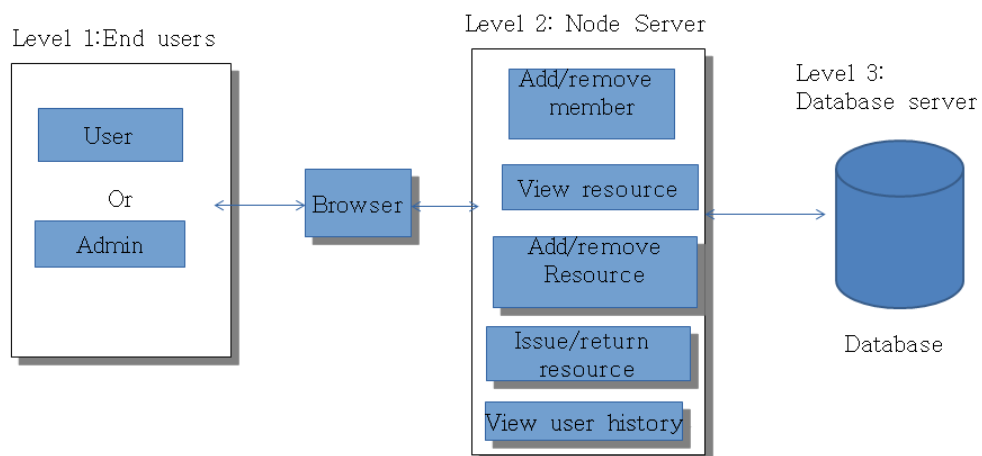 Level 1:End users
User
Or
Admin
Browser
Level 2: Node Server
Add/remove
member
View resource
Add/remove
Resource
Issue/return
resource
View user history
Level 3:
Database server
Database